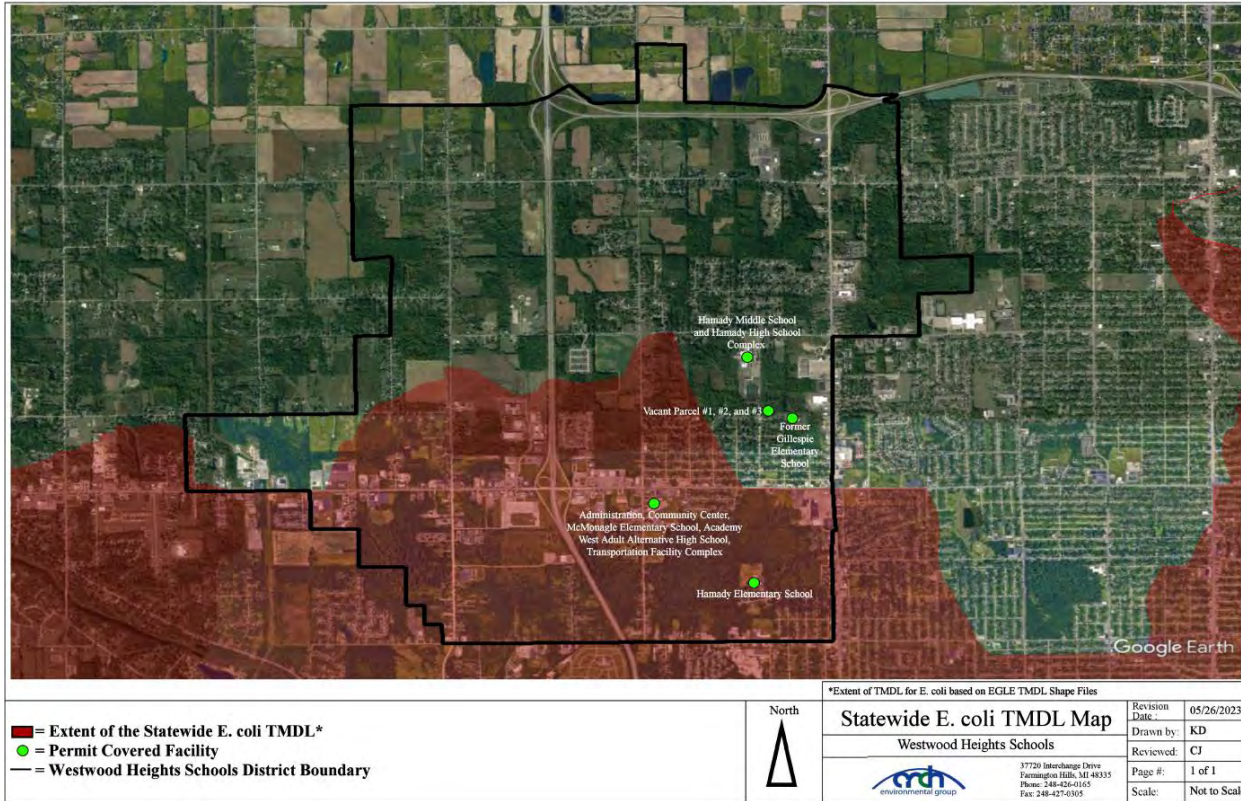 Hamady Middle School
and Hamady High School
Complex
Vacant Parcel #1, #2, and #3
Former
Gillespie
Elementary
School
Administration, Community Center,
McMonagle Elementary School, Academy
West Adult Alternative High School,
Transportation Facility Complex
Hamady Elementary School
Google Earth
*Extent of TMDL for E. coli based on EGLE TMDL Shape Files
= Extent of the Statewide E. coli TMDL*
= Permit Covered Facility
= Westwood Heights Schools District Boundary
North
Statewide E. coli TMDL Map
Westwood Heights Schools
mch
environmental group
37720 Interchange Drive
Farmington Hills, MI 48335
Phone: 248-426-0165
Fax: 248-427-0305
Revision Date : 05/26/2023
Drawn by: KD
Reviewed: CJ
Page #: 1 of 1
Scale: Not to Scal